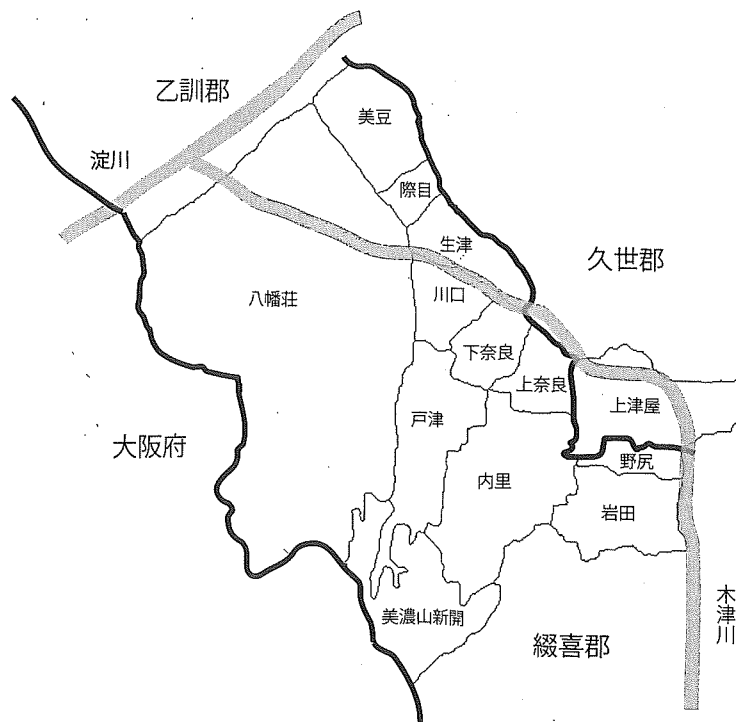 乙訓郡
美豆
淀川
際目
生津
久世郡
八幡荘
川口
下奈良
上奈良
上津屋
戸津
大阪府
野尻
内里
岩田
美濃山新開
綴喜郡
木津川